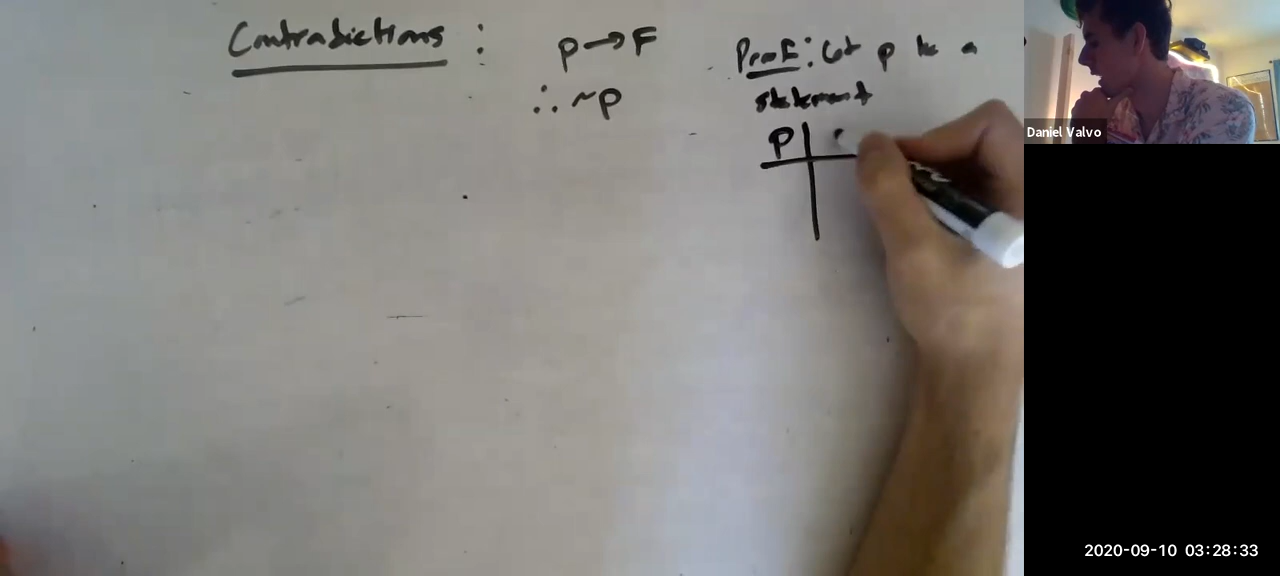 Contradictions :
p → F
∴ ~p
Proof: Let p be a
statement
P
Daniel Valvo
2020-09-10 03:28:33